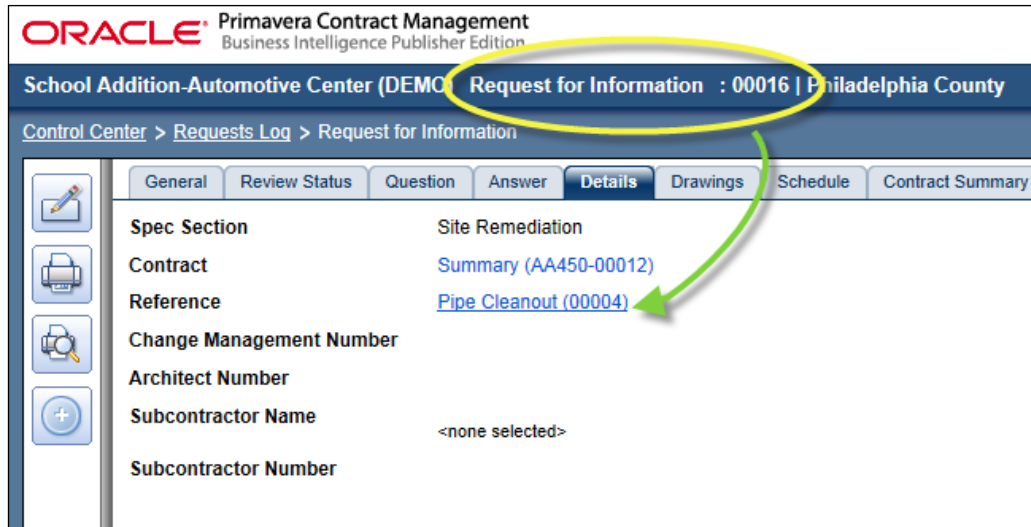 ORACLE® Primavera Contract Management
Business Intelligence Publisher Edition
School Addition-Automotive Center (DEMO) Request for Information : 00016 | Philadelphia County
Control Center > Requests Log > Request for Information
General Review Status Question Answer Details Drawings Schedule Contract Summary
Spec Section Site Remediation
Contract Summary (AA450-00012)
Reference Pipe Cleanout (00004)
Change Management Number
Architect Number
Subcontractor Name
<none selected>
Subcontractor Number